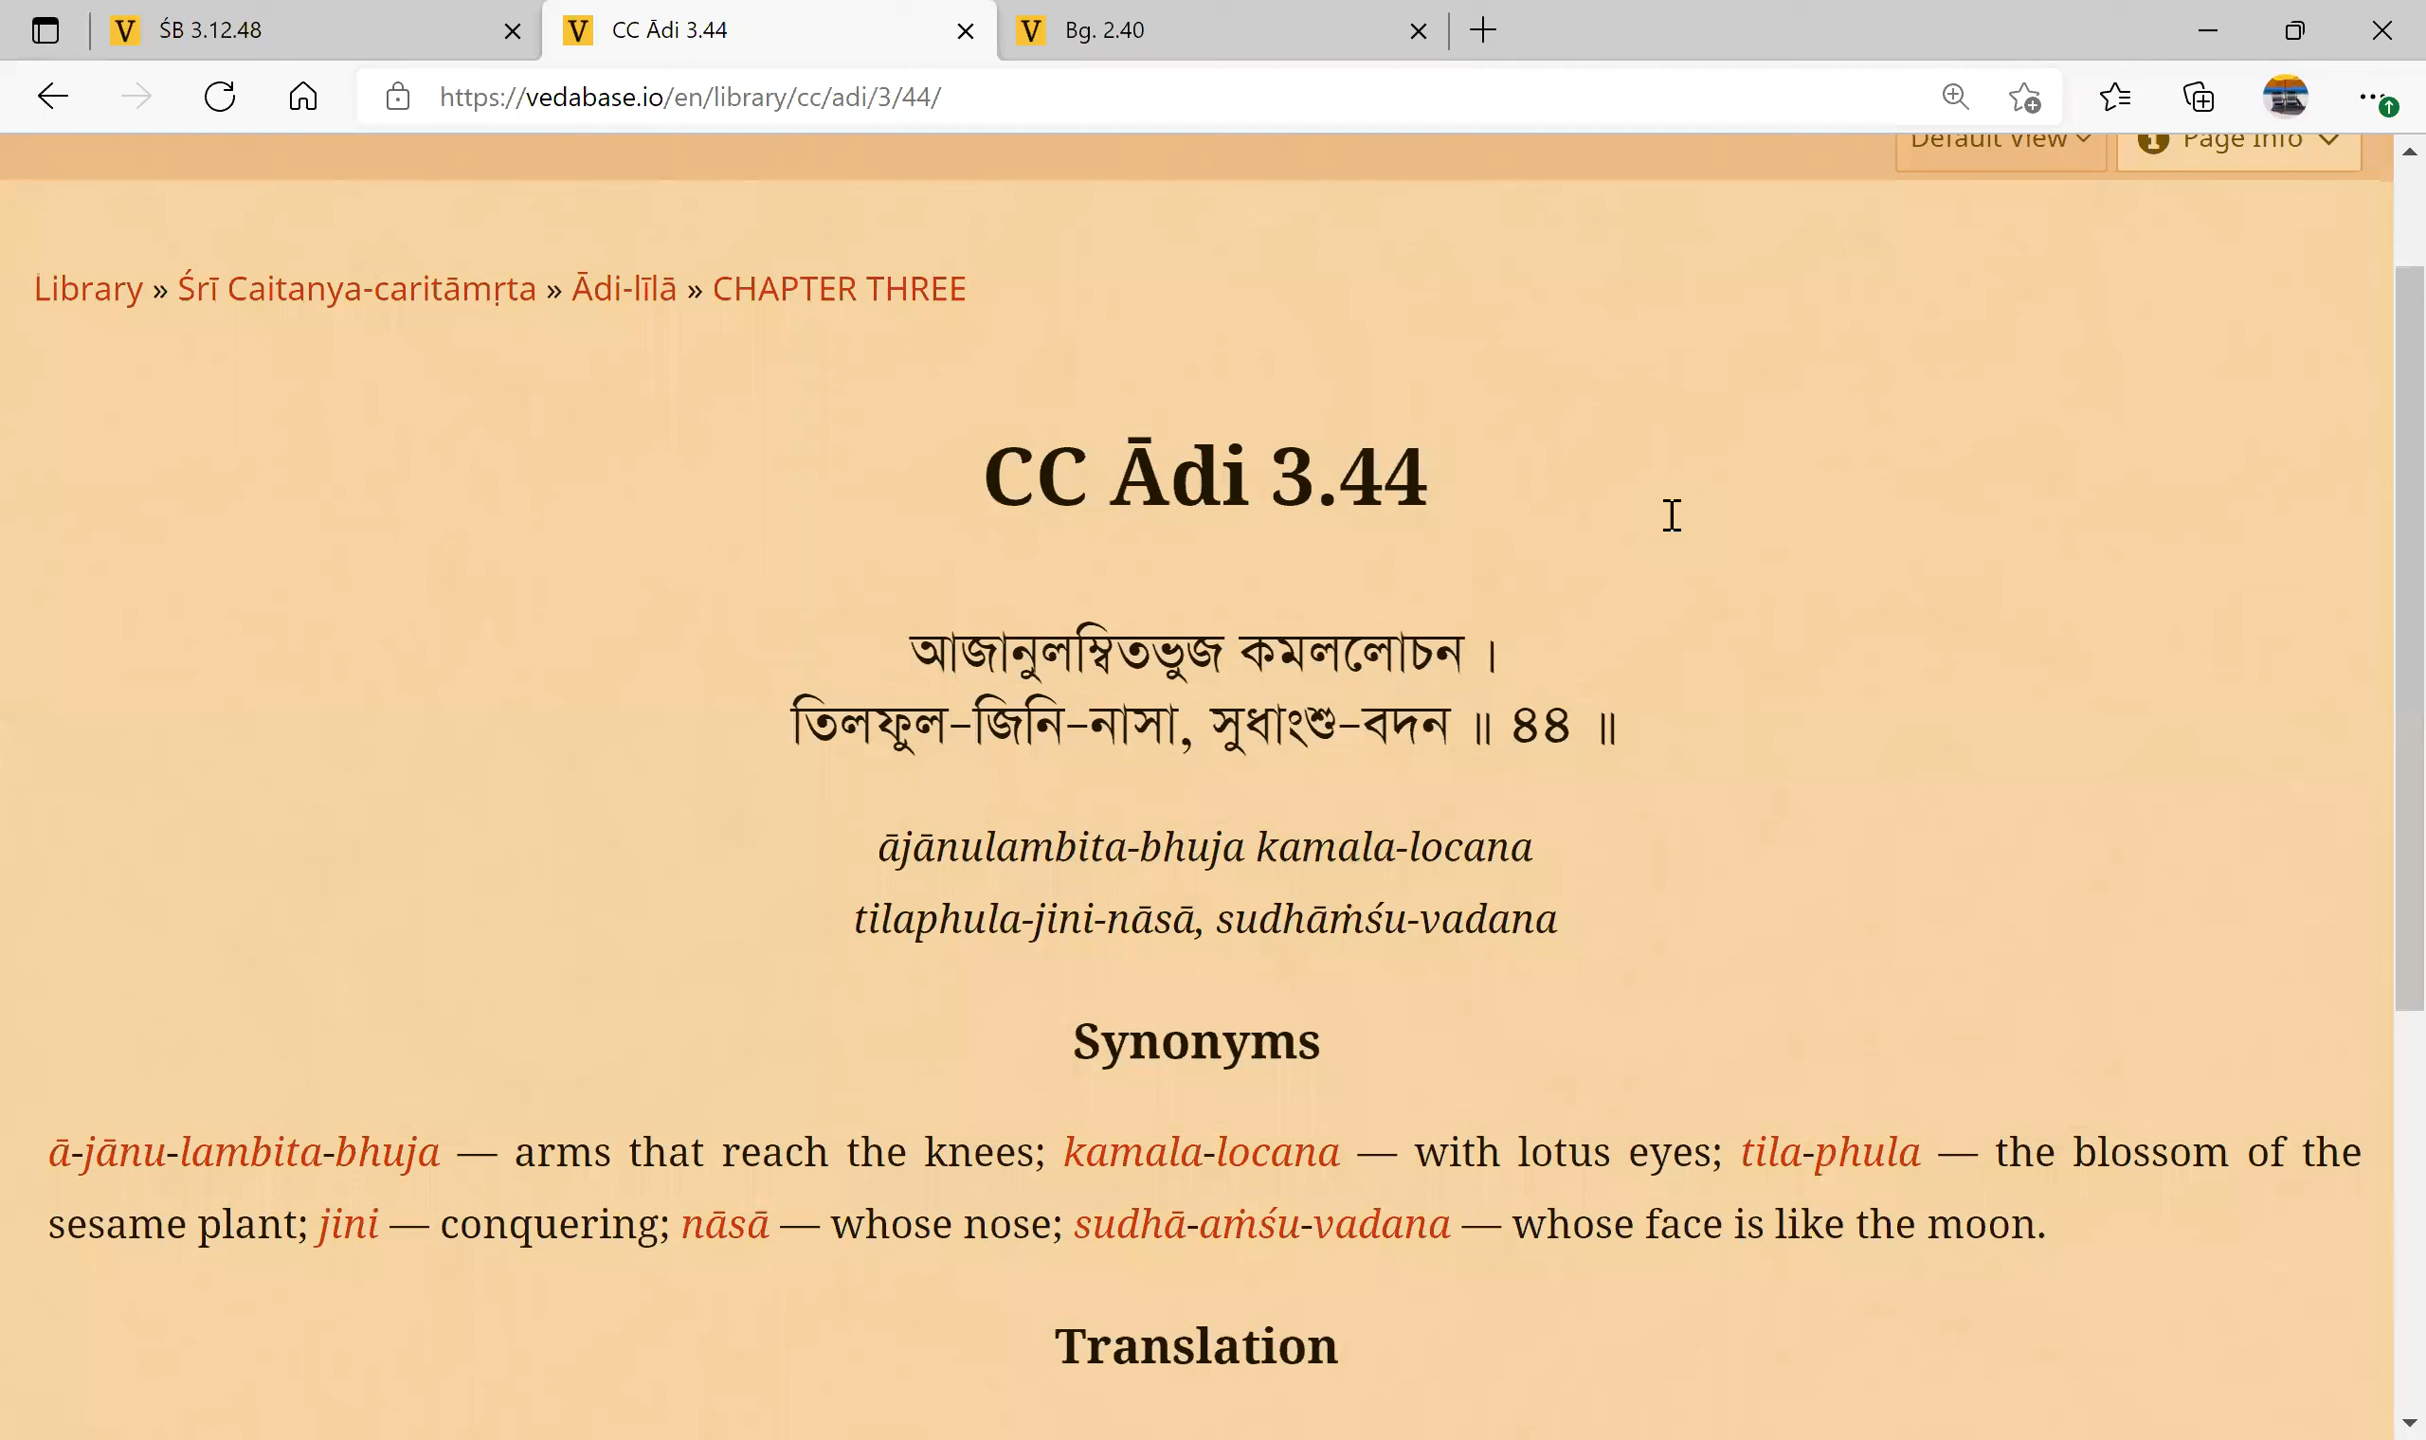 ŚB 3.12.48
CC Ādi 3.44
Bg. 2.40
https://vedabase.io/en/library/cc/adi/3/44/
Default View
Page Info
Library » Śrī Caitanya-caritāmṛta » Ādi-līlā » CHAPTER THREE
CC Ādi 3.44
আজানুলম্বিতভুজ কমললোচন ।
তিলফুল-জিনি-নাসা, সুধাংশু-বদন ॥ ৪৪ ॥
ājānulambita-bhuja kamala-locana
tilaphula-jini-nāsā, sudhāṁśu-vadana
Synonyms
ā-jānu-lambita-bhuja — arms that reach the knees; kamala-locana — with lotus eyes; tila-phula — the blossom of the
sesame plant; jini — conquering; nāsā — whose nose; sudhā-aṁśu-vadana — whose face is like the moon.
Translation